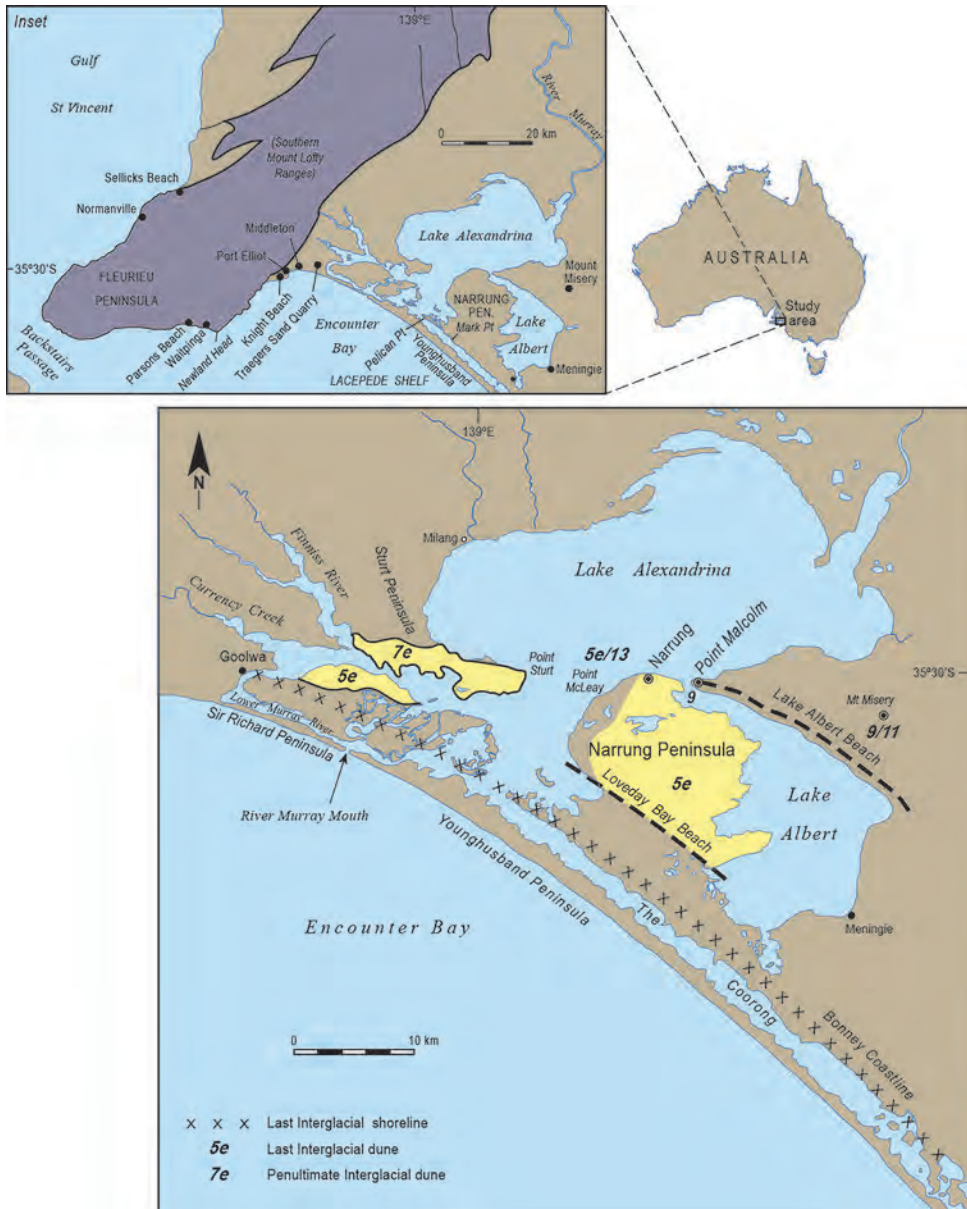 Inset
139°E
Gulf
St Vincent
River Murray
0 20 km
(Southern
Mount Lofty
Ranges)
Sellicks Beach
Normanville
Middleton
Port Elliot
Lake Alexandrina
35°30'S
FLEURIEU
PENINSULA
Mount
Misery
NARRUNG
PEN.
Mark Pt
Encounter
Bay
Lake
Albert
Backstairs
Passage
Parsons Beach
Waitpinga
Newland Head
Knight Beach
Traegers Sand Quarry
Pelican Pt
Younghusband
Peninsula
LACEPEDE SHELF
Meningie
AUSTRALIA
Study
area
139°E
N
Milang
Finniss River
Sturt Peninsula
Lake Alexandrina
Currency Creek
7e
Goolwa
5e
Point
Sturt
5e/13
Point
McLeay
Narrung
Point Malcolm
35°30'S
9
Lake Albert Beach
Mt Misery
9/11
Lower Murray River
Sir Richard Peninsula
Narrung Peninsula
5e
Lake
Albert
Loveday Bay Beach
River Murray Mouth
Younghusband Peninsula
The
Coorong
Meningie
Encounter Bay
Bonney Coastline
0 10 km
X X X Last Interglacial shoreline
5e Last Interglacial dune
7e Penultimate Interglacial dune